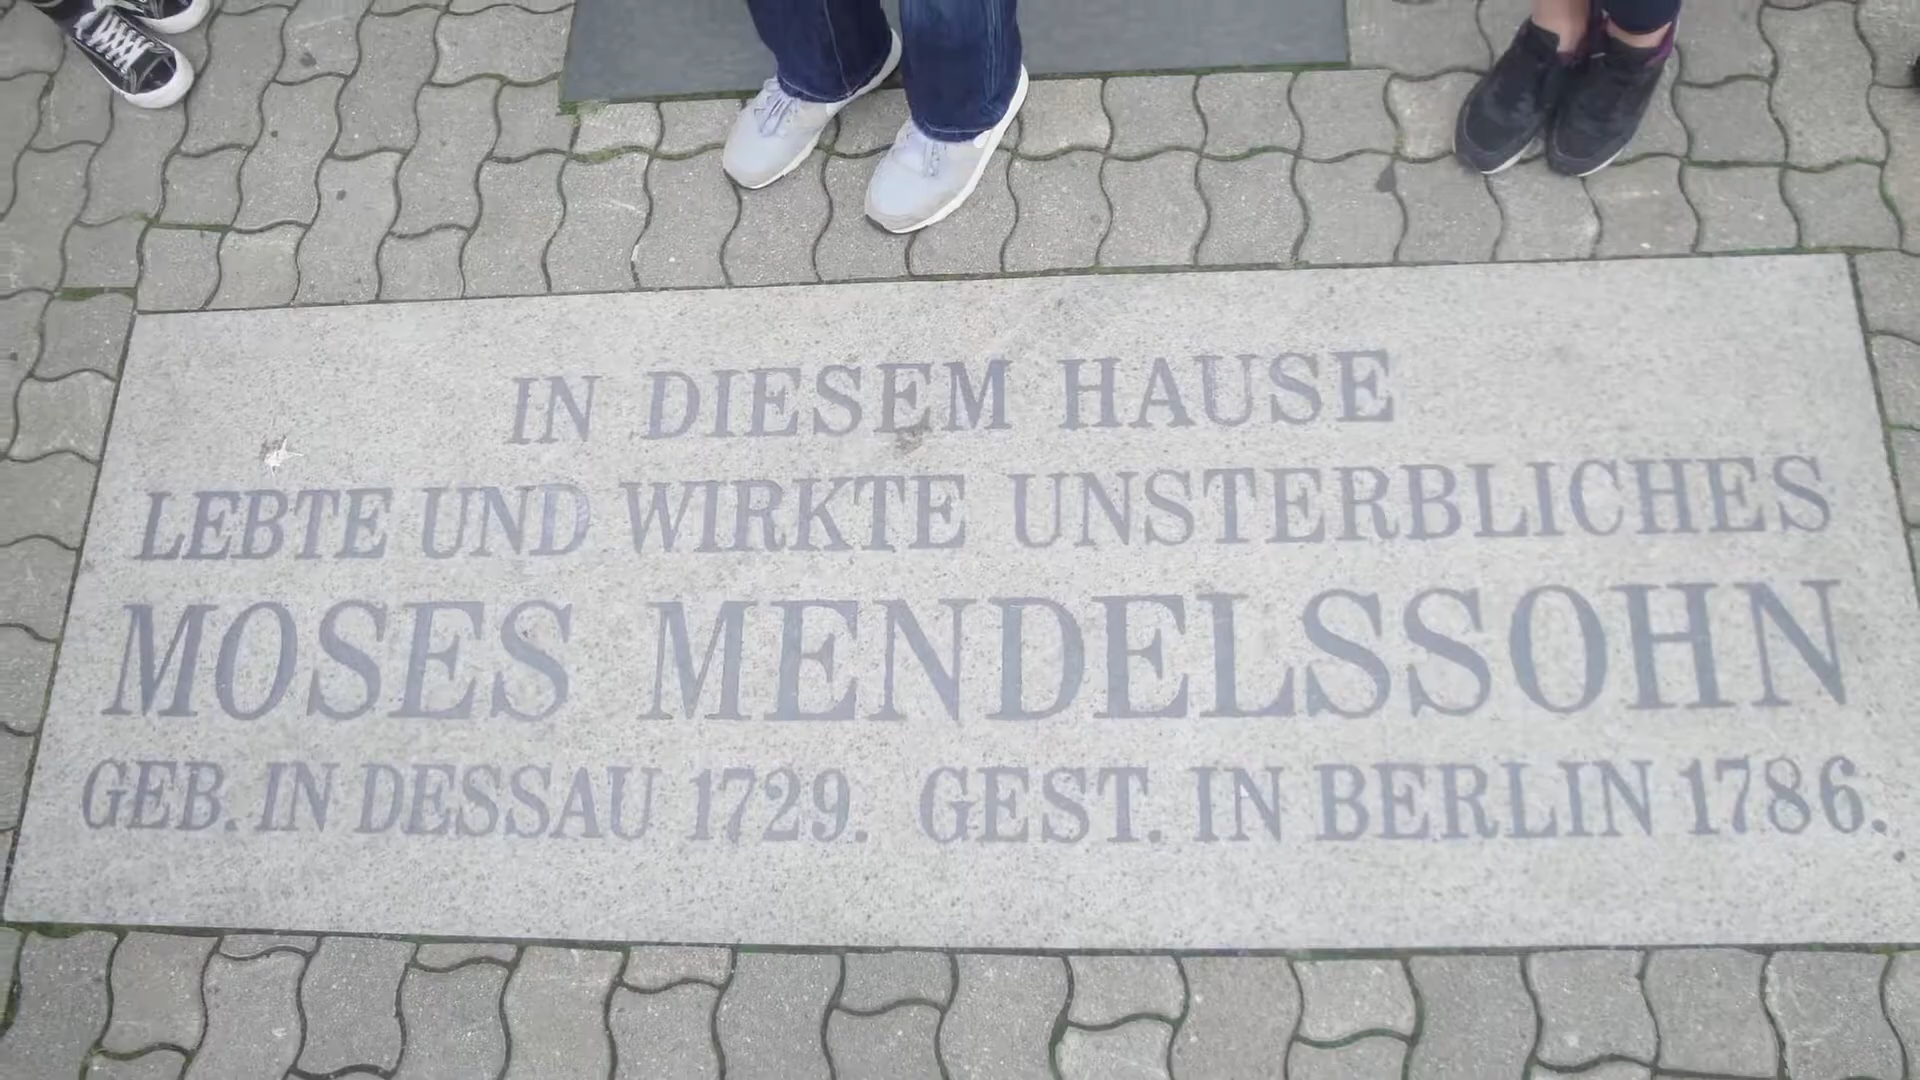 IN DIESEM HAUSE
LEBTE UND WIRKTE UNSTERBLICHES
MOSES MENDELSSOHN
GEB. IN DESSAU 1729. GEST. IN BERLIN 1786.